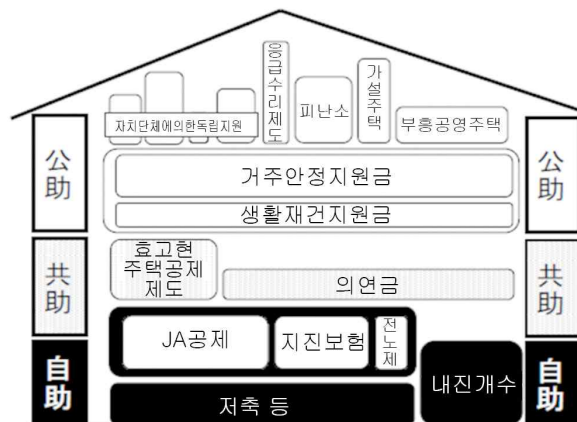 응급수리제도
가설주택
피난소
자치단체에의한독립지원
부흥공영주택
公助
公助
거주안정지원금
생활재건지원금
共助
共助
효고현
주택공제
제도
의연금
自助
自助
JA공제
지진보험
전노제
내진개수
저축 등